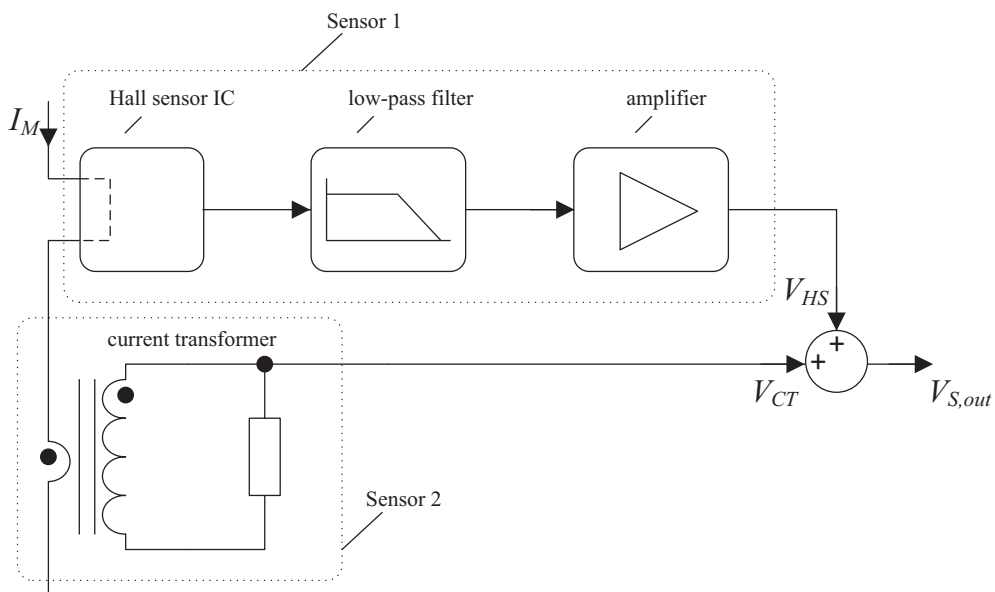 Sensor 1
Hall sensor IC
low-pass filter
amplifier
I_M
V_HS
current transformer
+
+
V_CT
V_S,out
Sensor 2